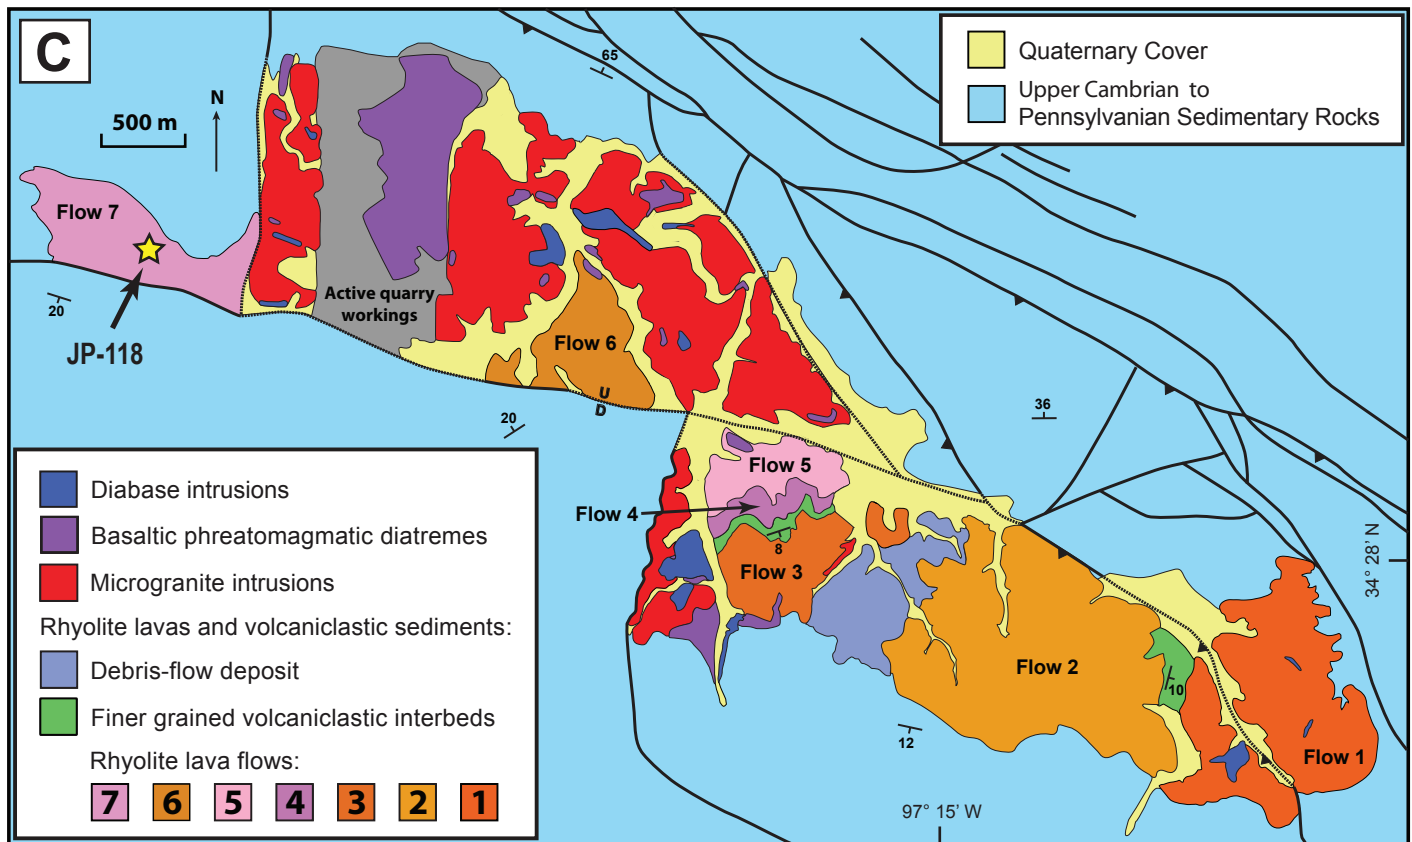 C
N
500 m
65
Quaternary Cover
Upper Cambrian to
Pennsylvanian Sedimentary Rocks
Flow 7
20
JP-118
Active quarry
workings
Flow 6
U
D
20
36
Flow 5
Flow 4
8
Flow 3
Flow 2
10
12
Flow 1
34° 28' N
97° 15' W
Diabase intrusions
Basaltic phreatomagmatic diatremes
Microgranite intrusions
Rhyolite lavas and volcaniclastic sediments:
Debris-flow deposit
Finer grained volcaniclastic interbeds
Rhyolite lava flows:
7 6 5 4 3 2 1